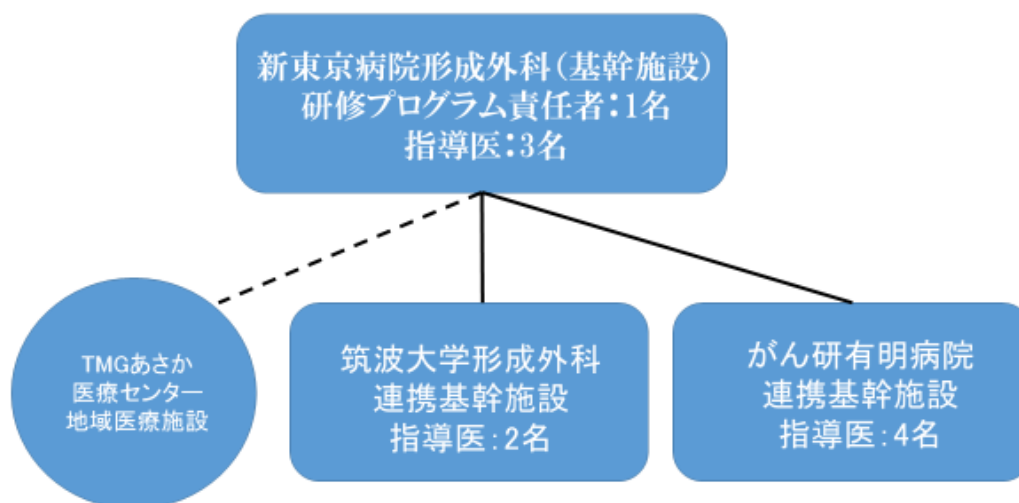 新東京病院形成外科(基幹施設)
研修プログラム責任者：1名
指導医：3名
TMGあさか
医療センター
地域医療施設
筑波大学形成外科
連携基幹施設
指導医：2名
がん研有明病院
連携基幹施設
指導医：4名